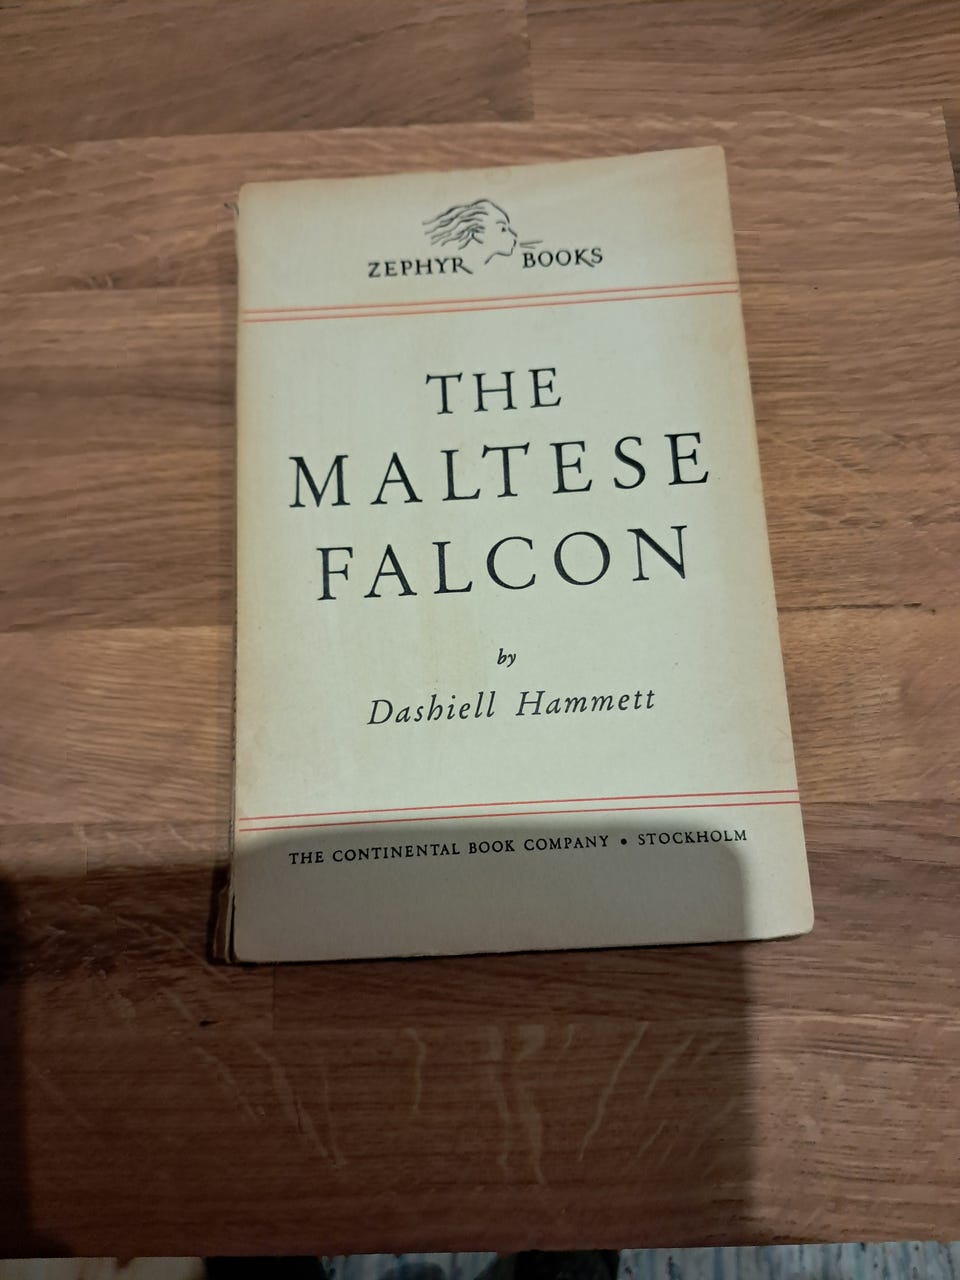 ZEPHYR BOOKS
THE
MALTESE
FALCON
by
Dashiell Hammett
THE CONTINENTAL BOOK COMPANY • STOCKHOLM